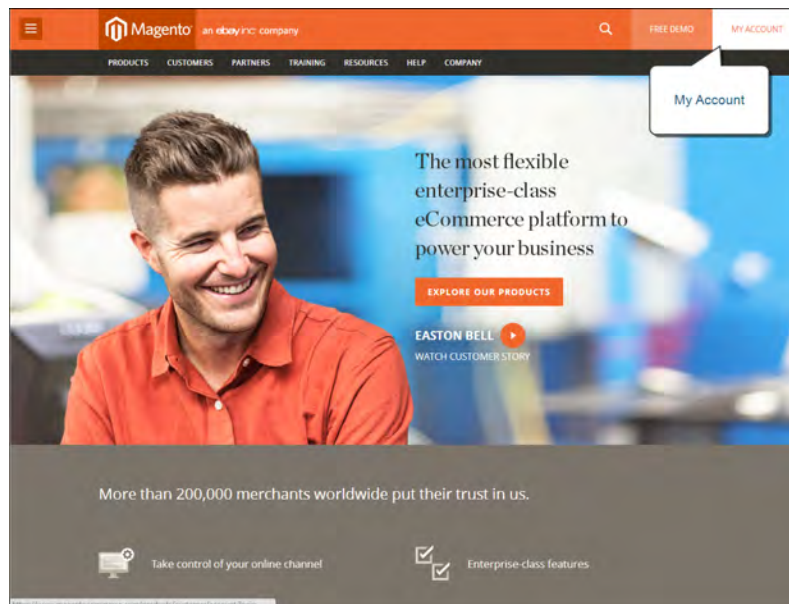 Magento an ebay inc company
FREE DEMO
MY ACCOUNT
PRODUCTS CUSTOMERS PARTNERS TRAINING RESOURCES HELP COMPANY
My Account
The most flexible
enterprise-class
eCommerce platform to
power your business
EXPLORE OUR PRODUCTS
EASTON BELL
WATCH CUSTOMER STORY
More than 200,000 merchants worldwide put their trust in us.
Take control of your online channel
Enterprise-class features